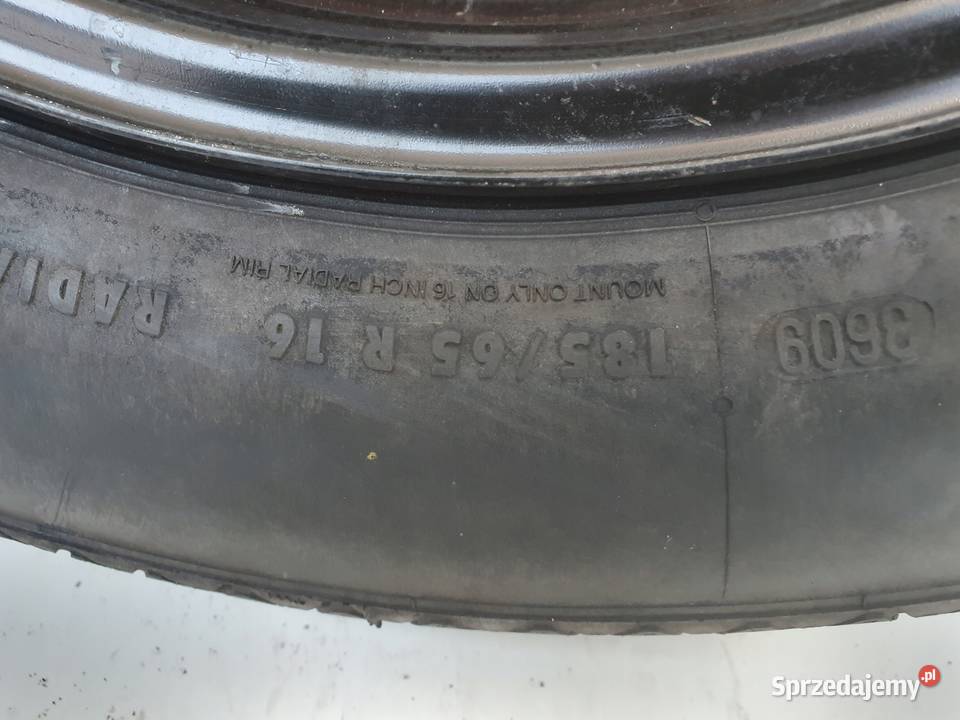 3609
185/65 R 16 RADIA
MOUNT ONLY ON 16 INCH RADIAL RIM
Sprzedajemy.pl